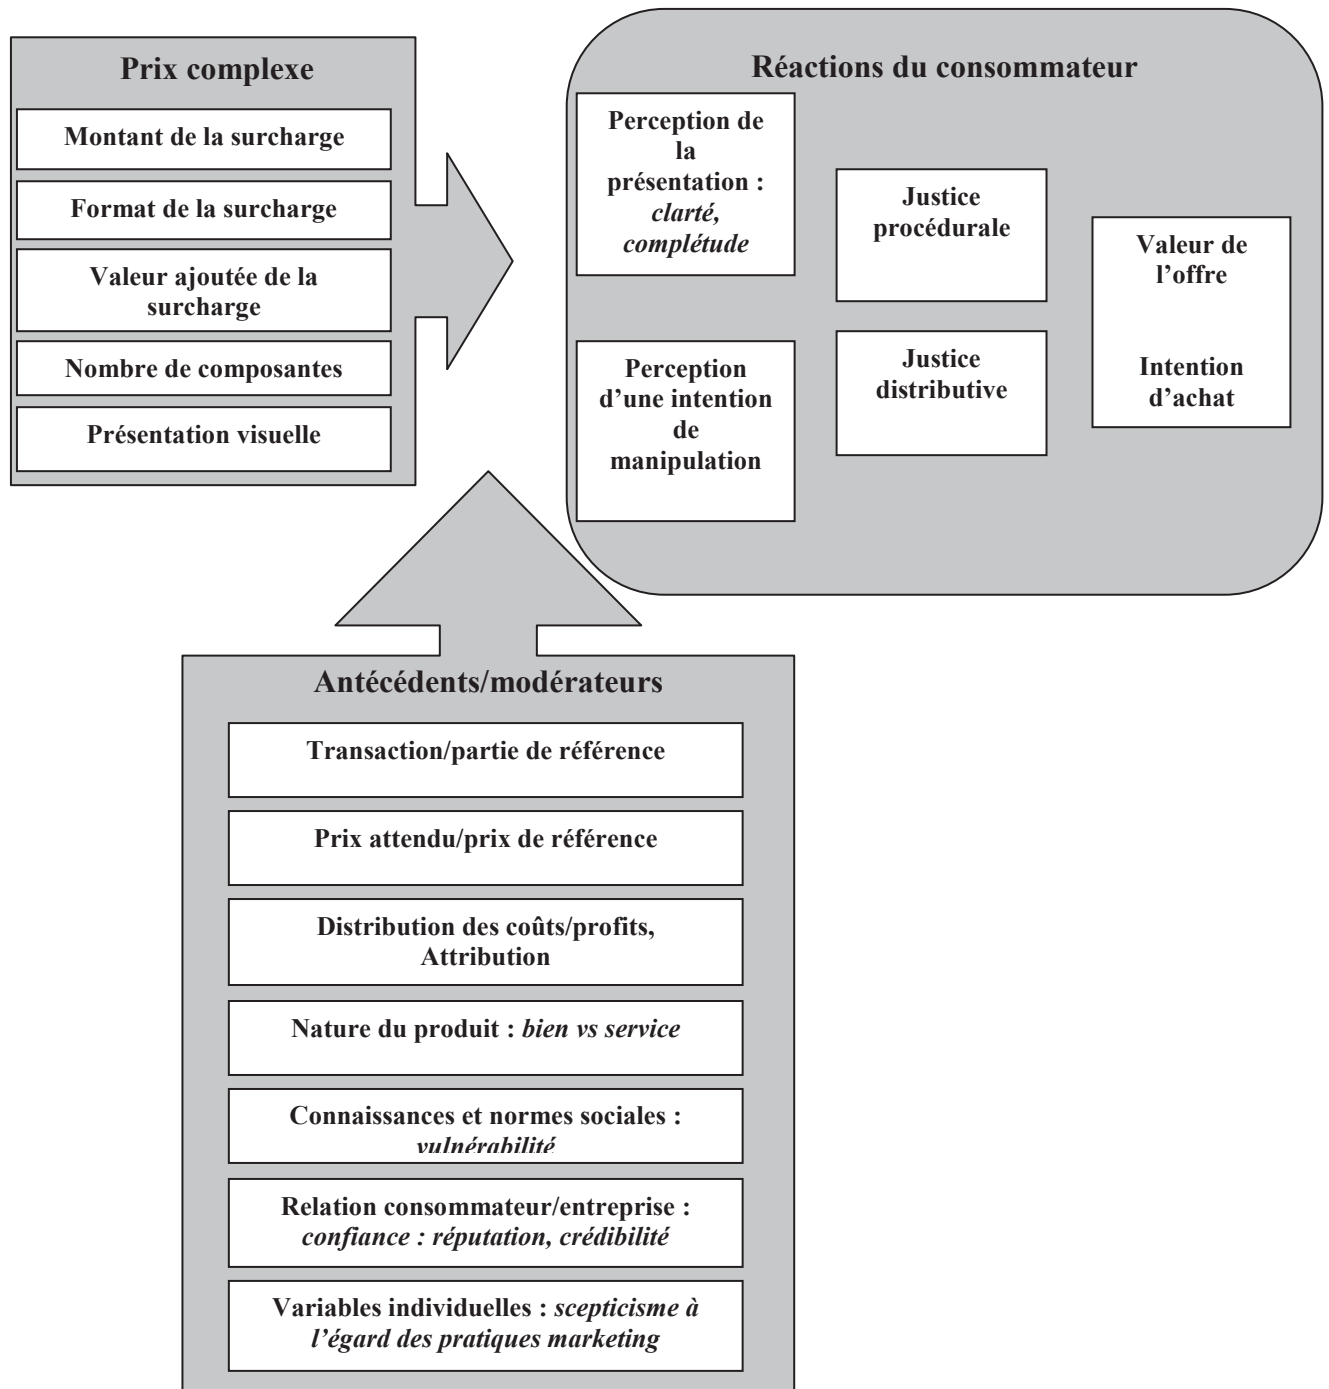 Prix complexe
Montant de la surcharge
Format de la surcharge
Valeur ajoutée de la
surcharge
Nombre de composantes
Présentation visuelle
Réactions du consommateur
Perception de
la
présentation :
clarté,
complétude
Perception
d’une intention
de
manipulation
Justice
procédurale
Justice
distributive
Valeur de
l’offre
Intention
d’achat
Antécédents/modérateurs
Transaction/partie de référence
Prix attendu/prix de référence
Distribution des coûts/profits,
Attribution
Nature du produit : bien vs service
Connaissances et normes sociales :
vulnérabilité
Relation consommateur/entreprise :
confiance : réputation, crédibilité
Variables individuelles : scepticisme à
l’égard des pratiques marketing